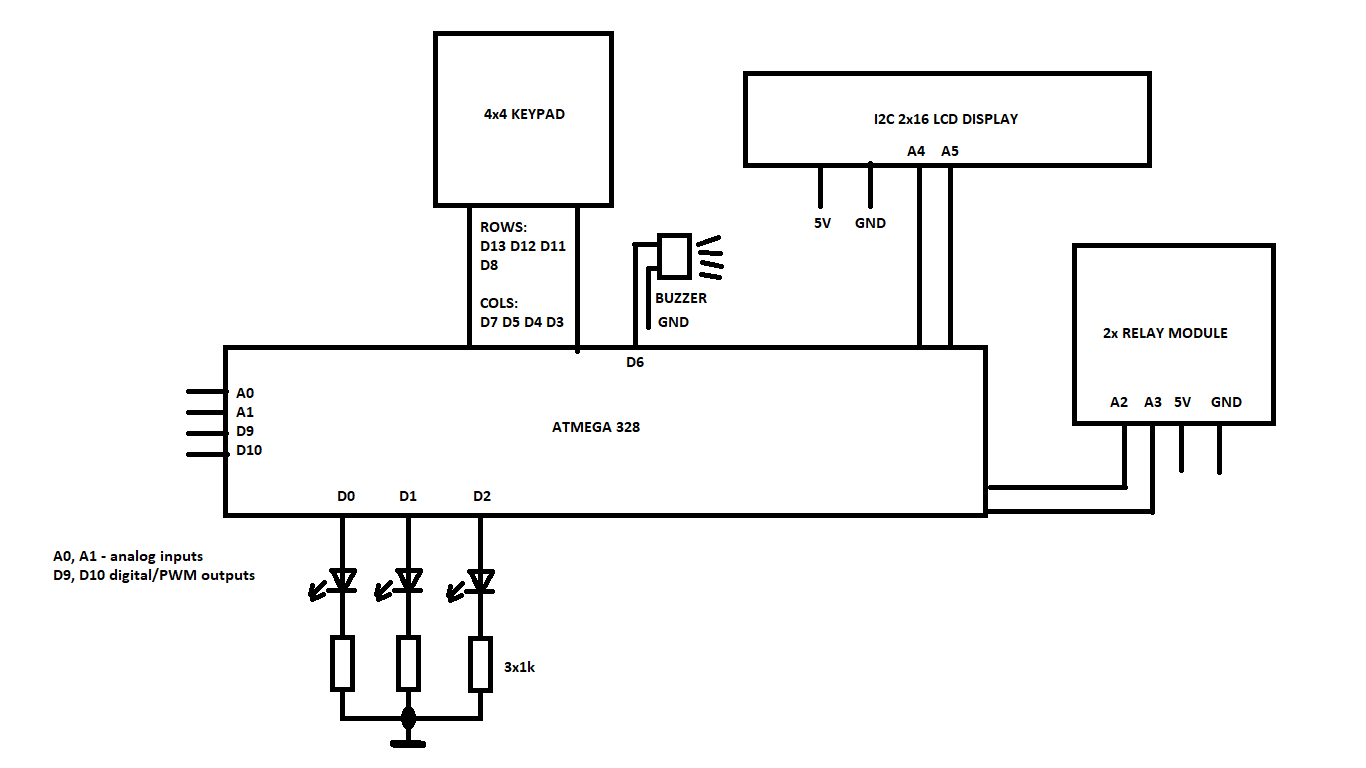 4x4 KEYPAD
I2C 2x16 LCD DISPLAY
A4 A5
5V GND
ROWS:
D13 D12 D11
D8
COLS:
D7 D5 D4 D3
BUZZER
GND
D6
2x RELAY MODULE
A2 A3 5V GND
A0
A1
D9
D10
ATMEGA 328
D0 D1 D2
A0, A1 - analog inputs
D9, D10 digital/PWM outputs
3x1k